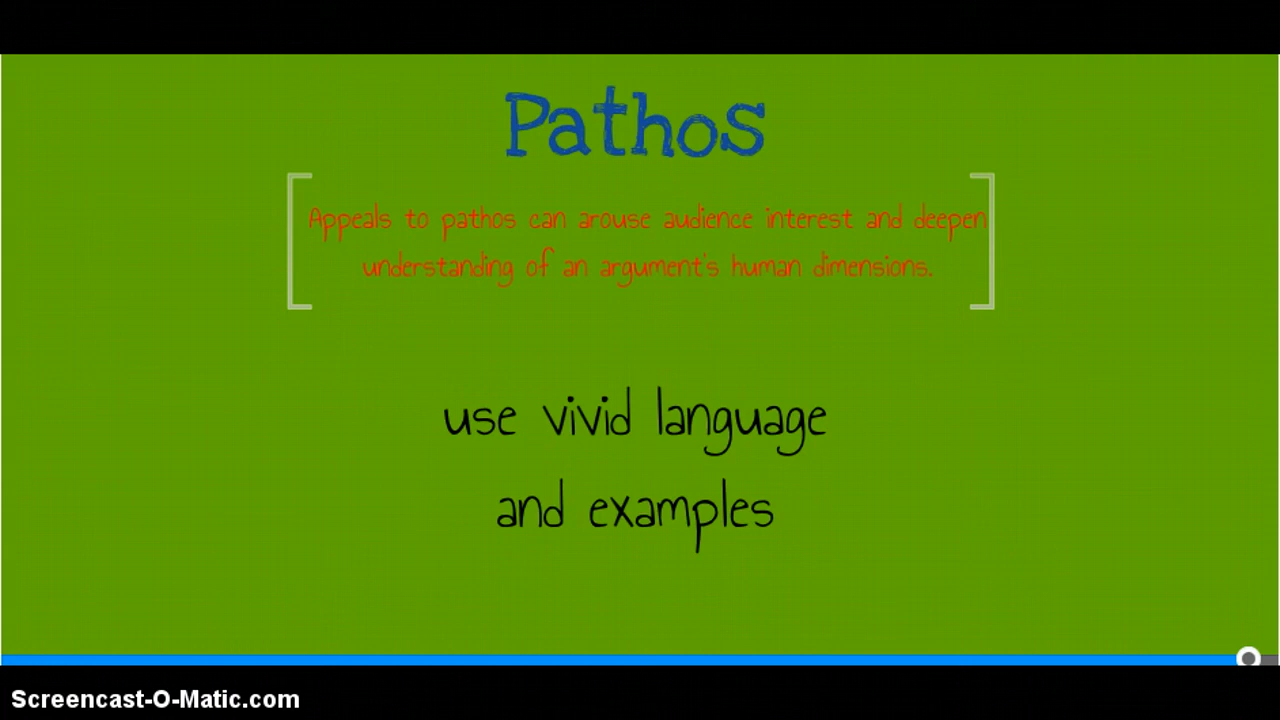 Pathos
Appeals to pathos can arouse audience interest and deepen
understanding of an argument's human dimensions.
use vivid language
and examples
Screencast-O-Matic.com